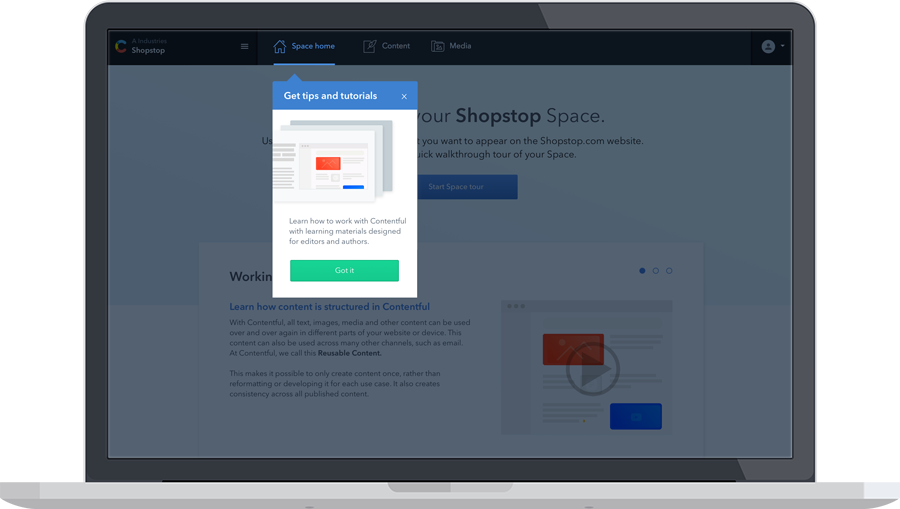 A Industries
Shopstop
Space home
Content
Media
Get tips and tutorials
your Shopstop Space.
you want to appear on the Shopstop.com website.
walkthrough tour of your Space.
Start Space tour
Learn how to work with Contentful
with learning materials designed
for editors and authors.
Got it
Learn how content is structured in Contentful
With Contentful, all text, images, media and other content can be used
over and over again in different parts of your website or device. This
content can also be used across many other channels, such as email.
At Contentful, we call this Reusable Content.
This makes it possible to only create content once, rather than
reformatting or developing it for each use case. It also creates
consistency across all published content.